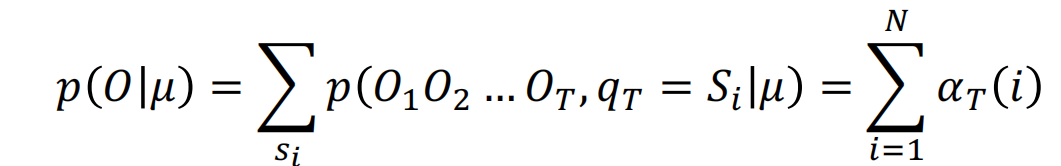 p(O|μ) = ∑_{s_i} p(O_1 O_2 … O_T, q_T = S_i|μ) = ∑_{i=1}^{N} α_T(i)